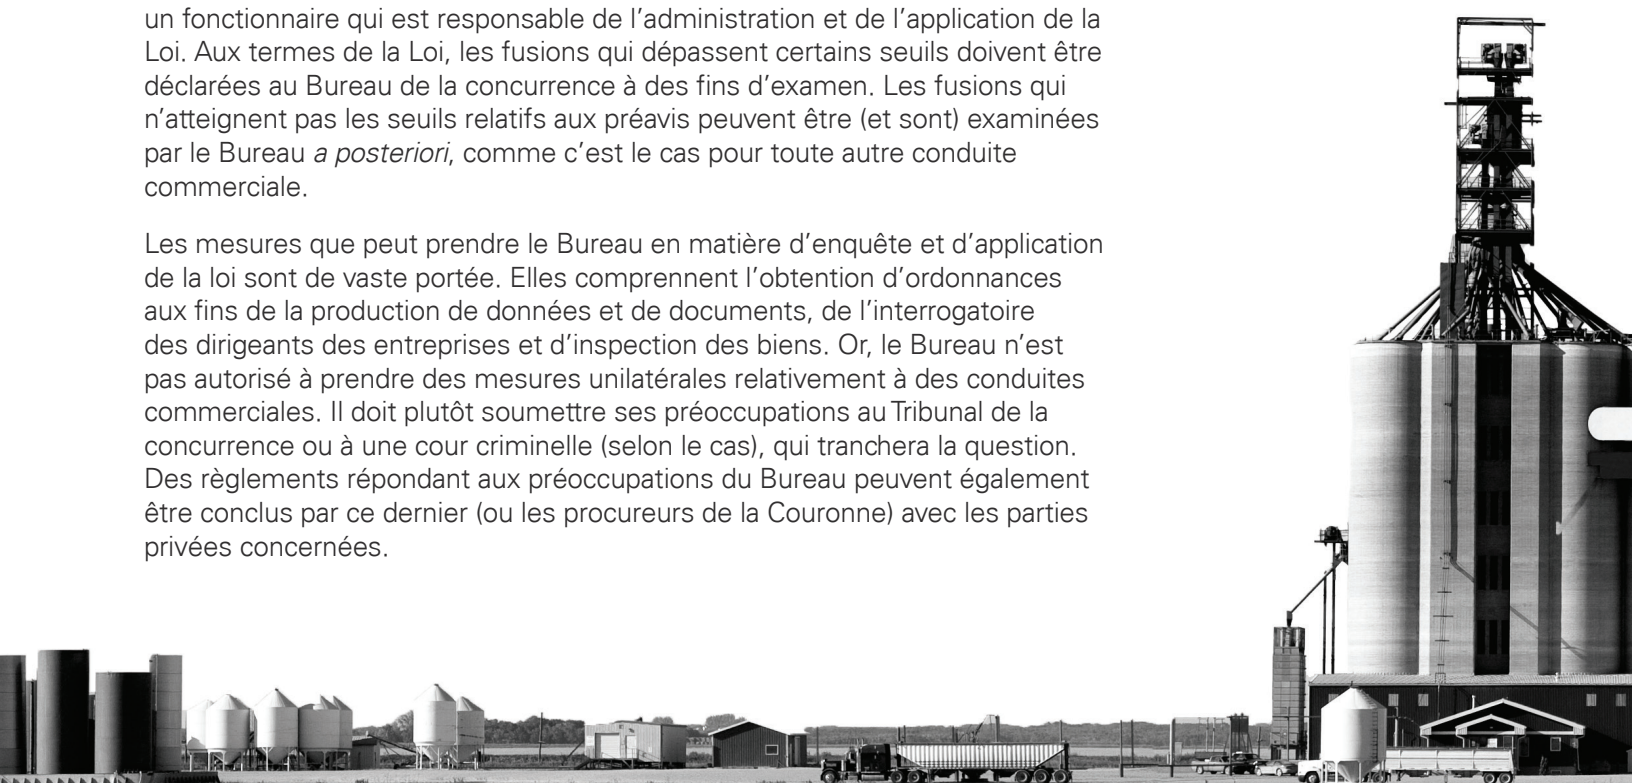 un fonctionnaire qui est responsable de l’administration et de l’application de la
Loi. Aux termes de la Loi, les fusions qui dépassent certains seuils doivent être
déclarées au Bureau de la concurrence à des fins d’examen. Les fusions qui
n’atteignent pas les seuils relatifs aux préavis peuvent être (et sont) examinées
par le Bureau a posteriori, comme c’est le cas pour toute autre conduite
commerciale.
Les mesures que peut prendre le Bureau en matière d’enquête et d’application
de la loi sont de vaste portée. Elles comprennent l’obtention d’ordonnances
aux fins de la production de données et de documents, de l’interrogatoire
des dirigeants des entreprises et d’inspection des biens. Or, le Bureau n’est
pas autorisé à prendre des mesures unilatérales relativement à des conduites
commerciales. Il doit plutôt soumettre ses préoccupations au Tribunal de la
concurrence ou à une cour criminelle (selon le cas), qui tranchera la question.
Des règlements répondant aux préoccupations du Bureau peuvent également
être conclus par ce dernier (ou les procureurs de la Couronne) avec les parties
privées concernées.